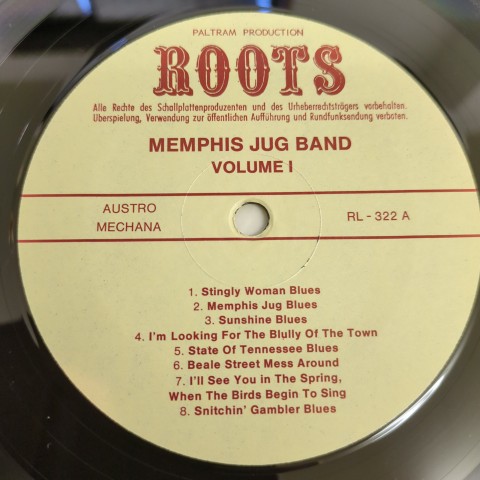 PALTRAM PRODUCTION
ROOTS
Alle Rechte des Schallplattenproduzenten und des Urheberrechtsträgers vorbehalten.
Überspielung, Verwendung zur öffentlichen Aufführung und Rundfunksendung verboten.
MEMPHIS JUG BAND
VOLUME I
AUSTRO
MECHANA
RL - 322 A
1. Stingly Woman Blues
2. Memphis Jug Blues
3. Sunshine Blues
4. I'm Looking For The Blully Of The Town
5. State Of Tennessee Blues
6. Beale Street Mess Around
7. I'll See You in The Spring,
When The Birds Begin To Sing
8. Snitchin' Gambler Blues